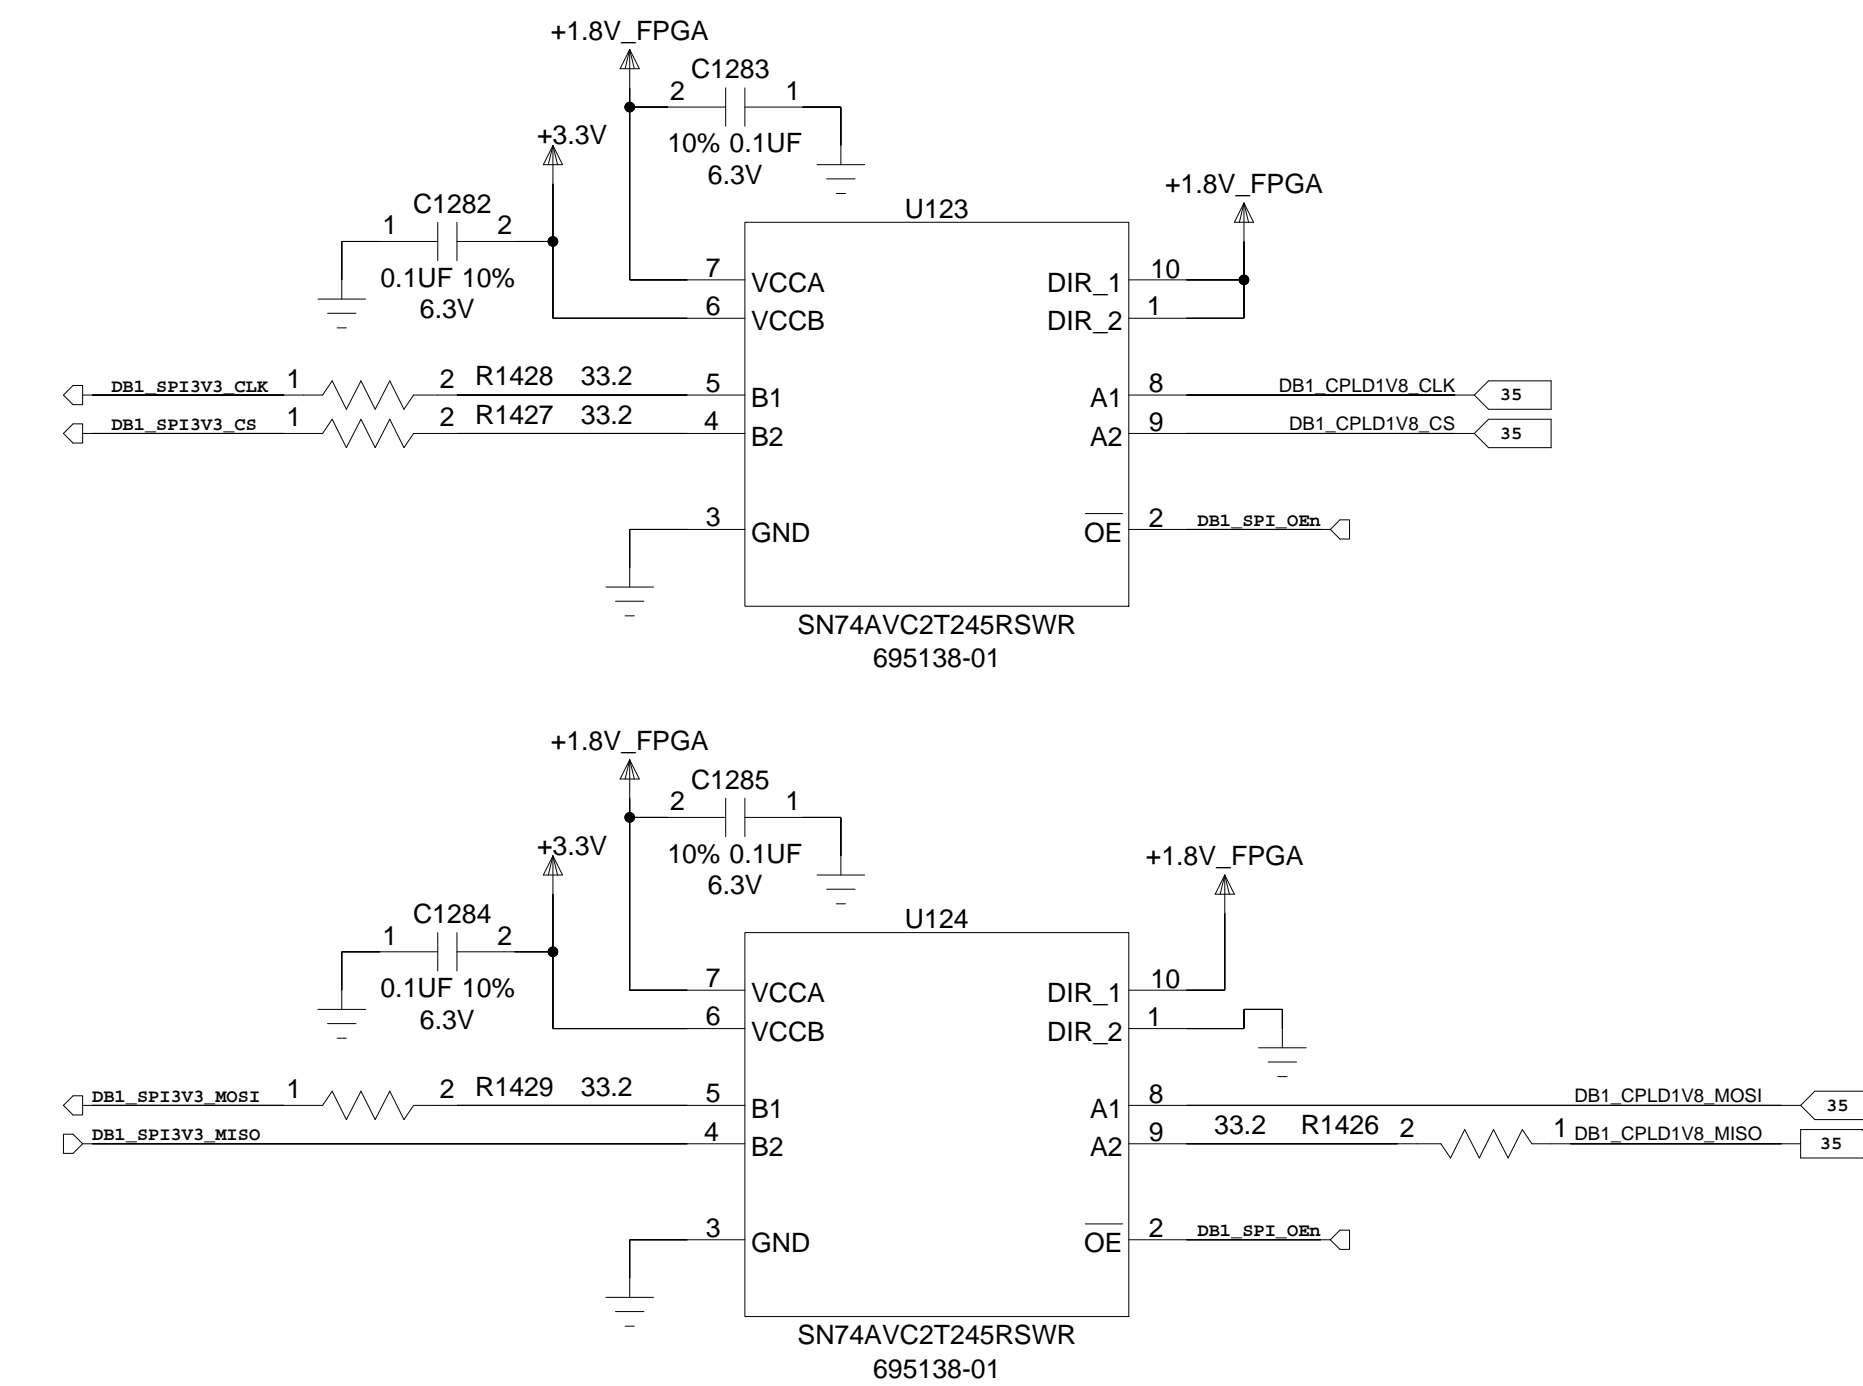 +1.8V_FPGA
C1283
2 1
10% 0.1UF
6.3V
+3.3V
C1282
1 2
0.1UF 10%
6.3V
+1.8V_FPGA
U123
7 VCCA DIR_1 10
6 VCCB DIR_2 1
DB1_SPI3V3_CLK 1 2 R1428 33.2 5 B1 A1 8 DB1_CPLD1V8_CLK 35
DB1_SPI3V3_CS 1 2 R1427 33.2 4 B2 A2 9 DB1_CPLD1V8_CS 35
3 GND OE 2 DB1_SPI_OEn
SN74AVC2T245RSWR
695138-01
+1.8V_FPGA
C1285
2 1
10% 0.1UF
6.3V
+3.3V
C1284
1 2
0.1UF 10%
6.3V
+1.8V_FPGA
U124
7 VCCA DIR_1 10
6 VCCB DIR_2 1
DB1_SPI3V3_MOSI 1 2 R1429 33.2 5 B1 A1 8 DB1_CPLD1V8_MOSI 35
DB1_SPI3V3_MISO 4 B2 A2 9 33.2 R1426 2 1 DB1_CPLD1V8_MISO 35
3 GND OE 2 DB1_SPI_OEn
SN74AVC2T245RSWR
695138-01